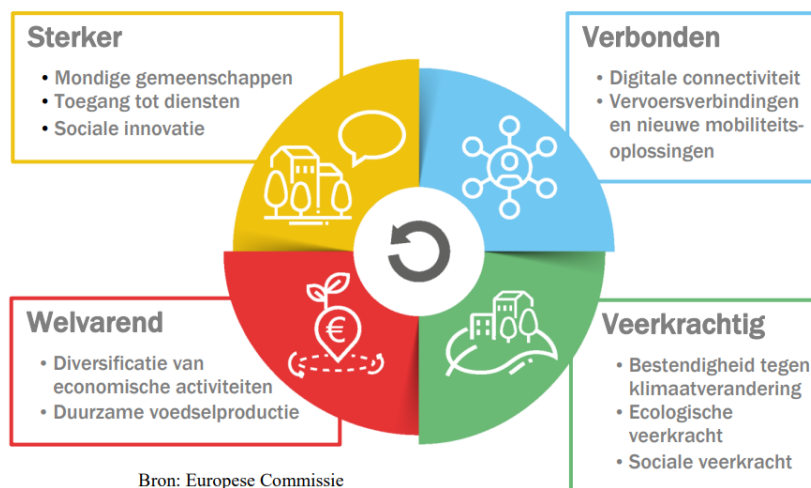 Sterker
• Mondige gemeenschappen
• Toegang tot diensten
• Sociale innovatie
Verbonden
• Digitale connectiviteit
• Vervoersverbindingen
en nieuwe mobiliteits-
oplossingen
Welvarend
• Diversificatie van
economische activiteiten
• Duurzame voedselproductie
Veerkrachtig
• Bestendigheid tegen
klimaatverandering
• Ecologische
veerkracht
• Sociale veerkracht
€
Bron: Europese Commissie